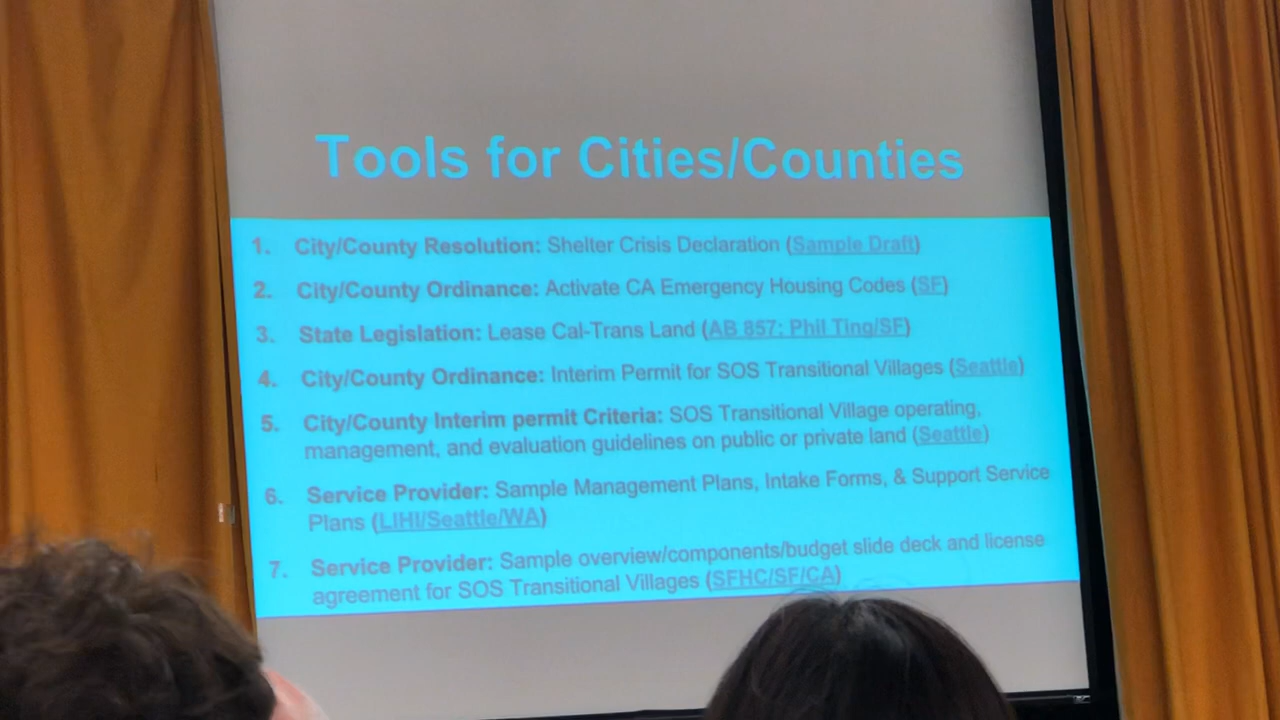 Tools for Cities/Counties
1. City/County Resolution: Shelter Crisis Declaration (Sample Draft)
2. City/County Ordinance: Activate CA Emergency Housing Codes (SF)
3. State Legislation: Lease Cal-Trans Land (AB 857: Phil Ting/SF)
4. City/County Ordinance: Interim Permit for SOS Transitional Villages (Seattle)
5. City/County Interim permit Criteria: SOS Transitional Village operating,
management, and evaluation guidelines on public or private land (Seattle)
6. Service Provider: Sample Management Plans, Intake Forms, & Support Service
Plans (LIHI/Seattle/WA)
7. Service Provider: Sample overview/components/budget slide deck and license
agreement for SOS Transitional Villages (SFHC/SF/CA)